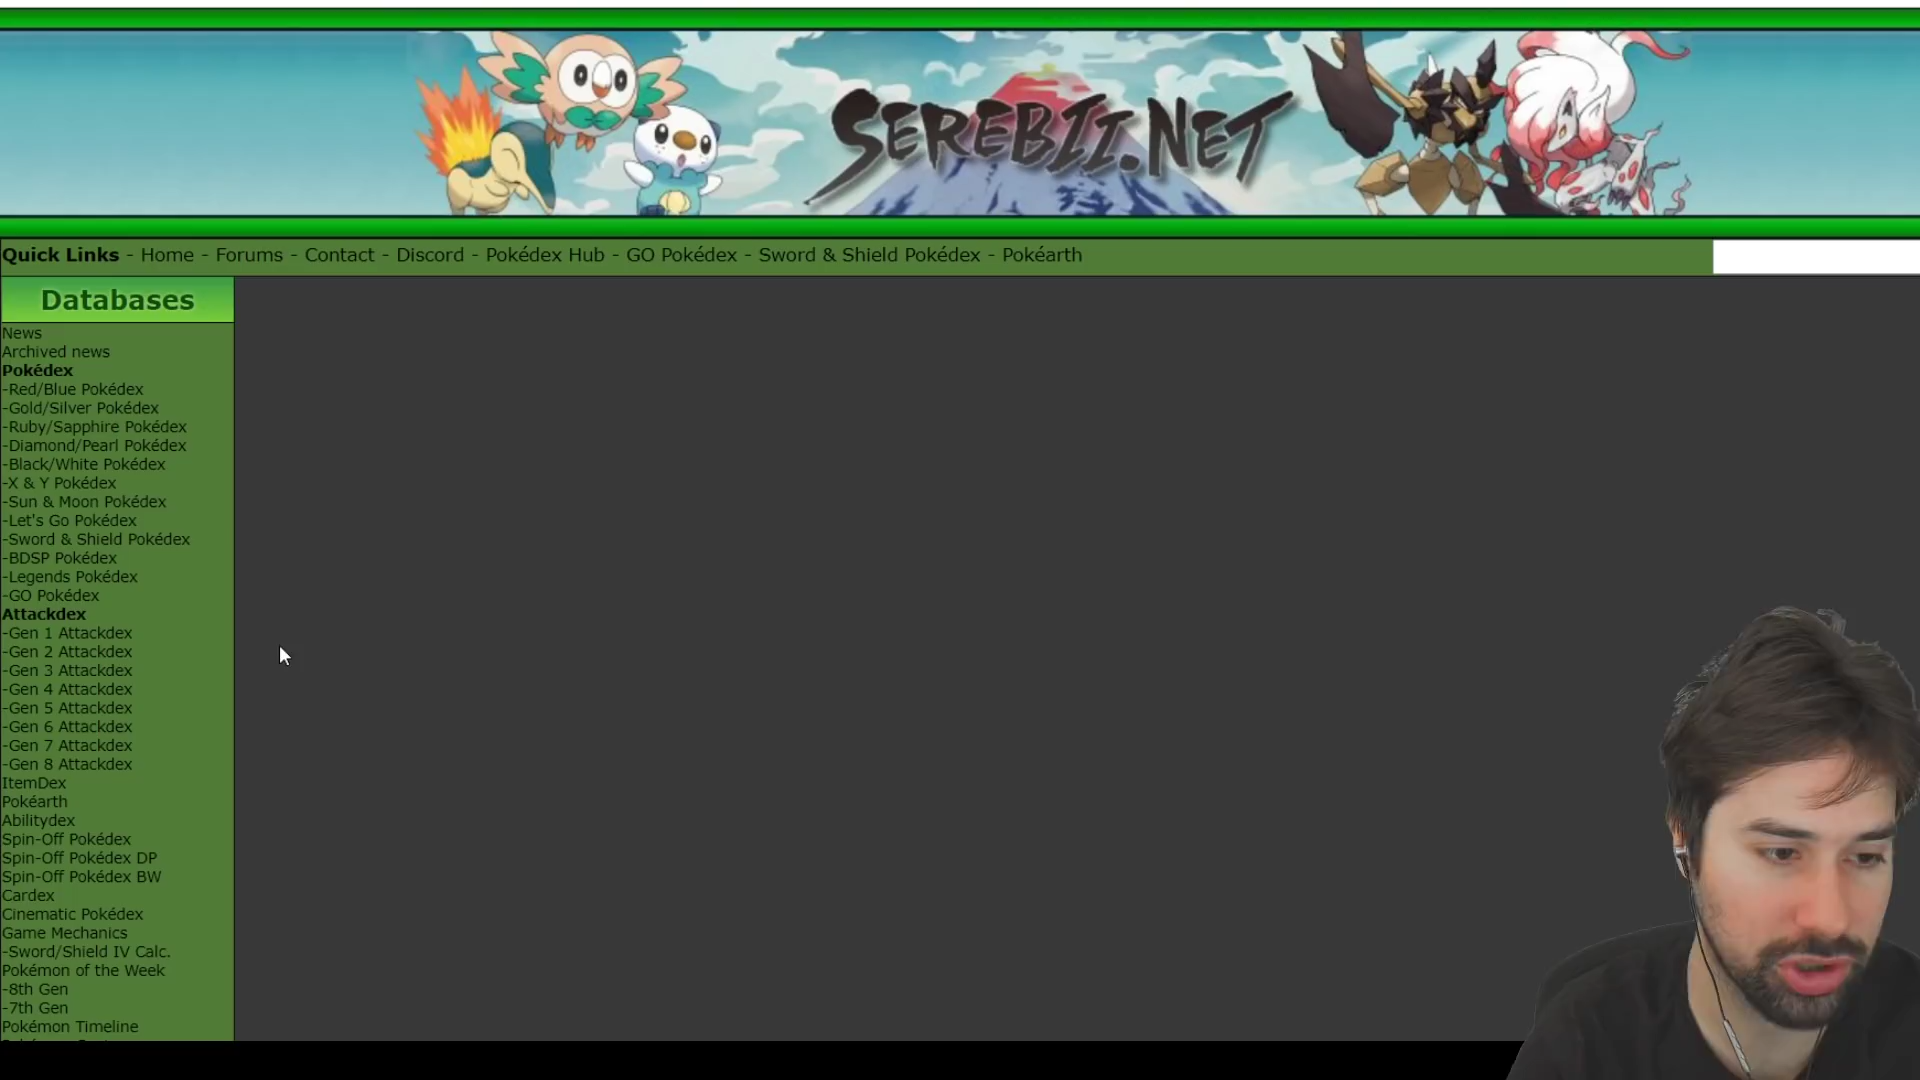 SEREBII.NET
Quick Links - Home - Forums - Contact - Discord - Pokédex Hub - GO Pokédex - Sword & Shield Pokédex - Pokéarth
Databases
News
Archived news
Pokédex
-Red/Blue Pokédex
-Gold/Silver Pokédex
-Ruby/Sapphire Pokédex
-Diamond/Pearl Pokédex
-Black/White Pokédex
-X & Y Pokédex
-Sun & Moon Pokédex
-Let's Go Pokédex
-Sword & Shield Pokédex
-BDSP Pokédex
-Legends Pokédex
-GO Pokédex
Attackdex
-Gen 1 Attackdex
-Gen 2 Attackdex
-Gen 3 Attackdex
-Gen 4 Attackdex
-Gen 5 Attackdex
-Gen 6 Attackdex
-Gen 7 Attackdex
-Gen 8 Attackdex
ItemDex
Pokéarth
Abilitydex
Spin-Off Pokédex
Spin-Off Pokédex DP
Spin-Off Pokédex BW
Cardex
Cinematic Pokédex
Game Mechanics
-Sword/Shield IV Calc.
Pokémon of the Week
-8th Gen
-7th Gen
Pokémon Timeline